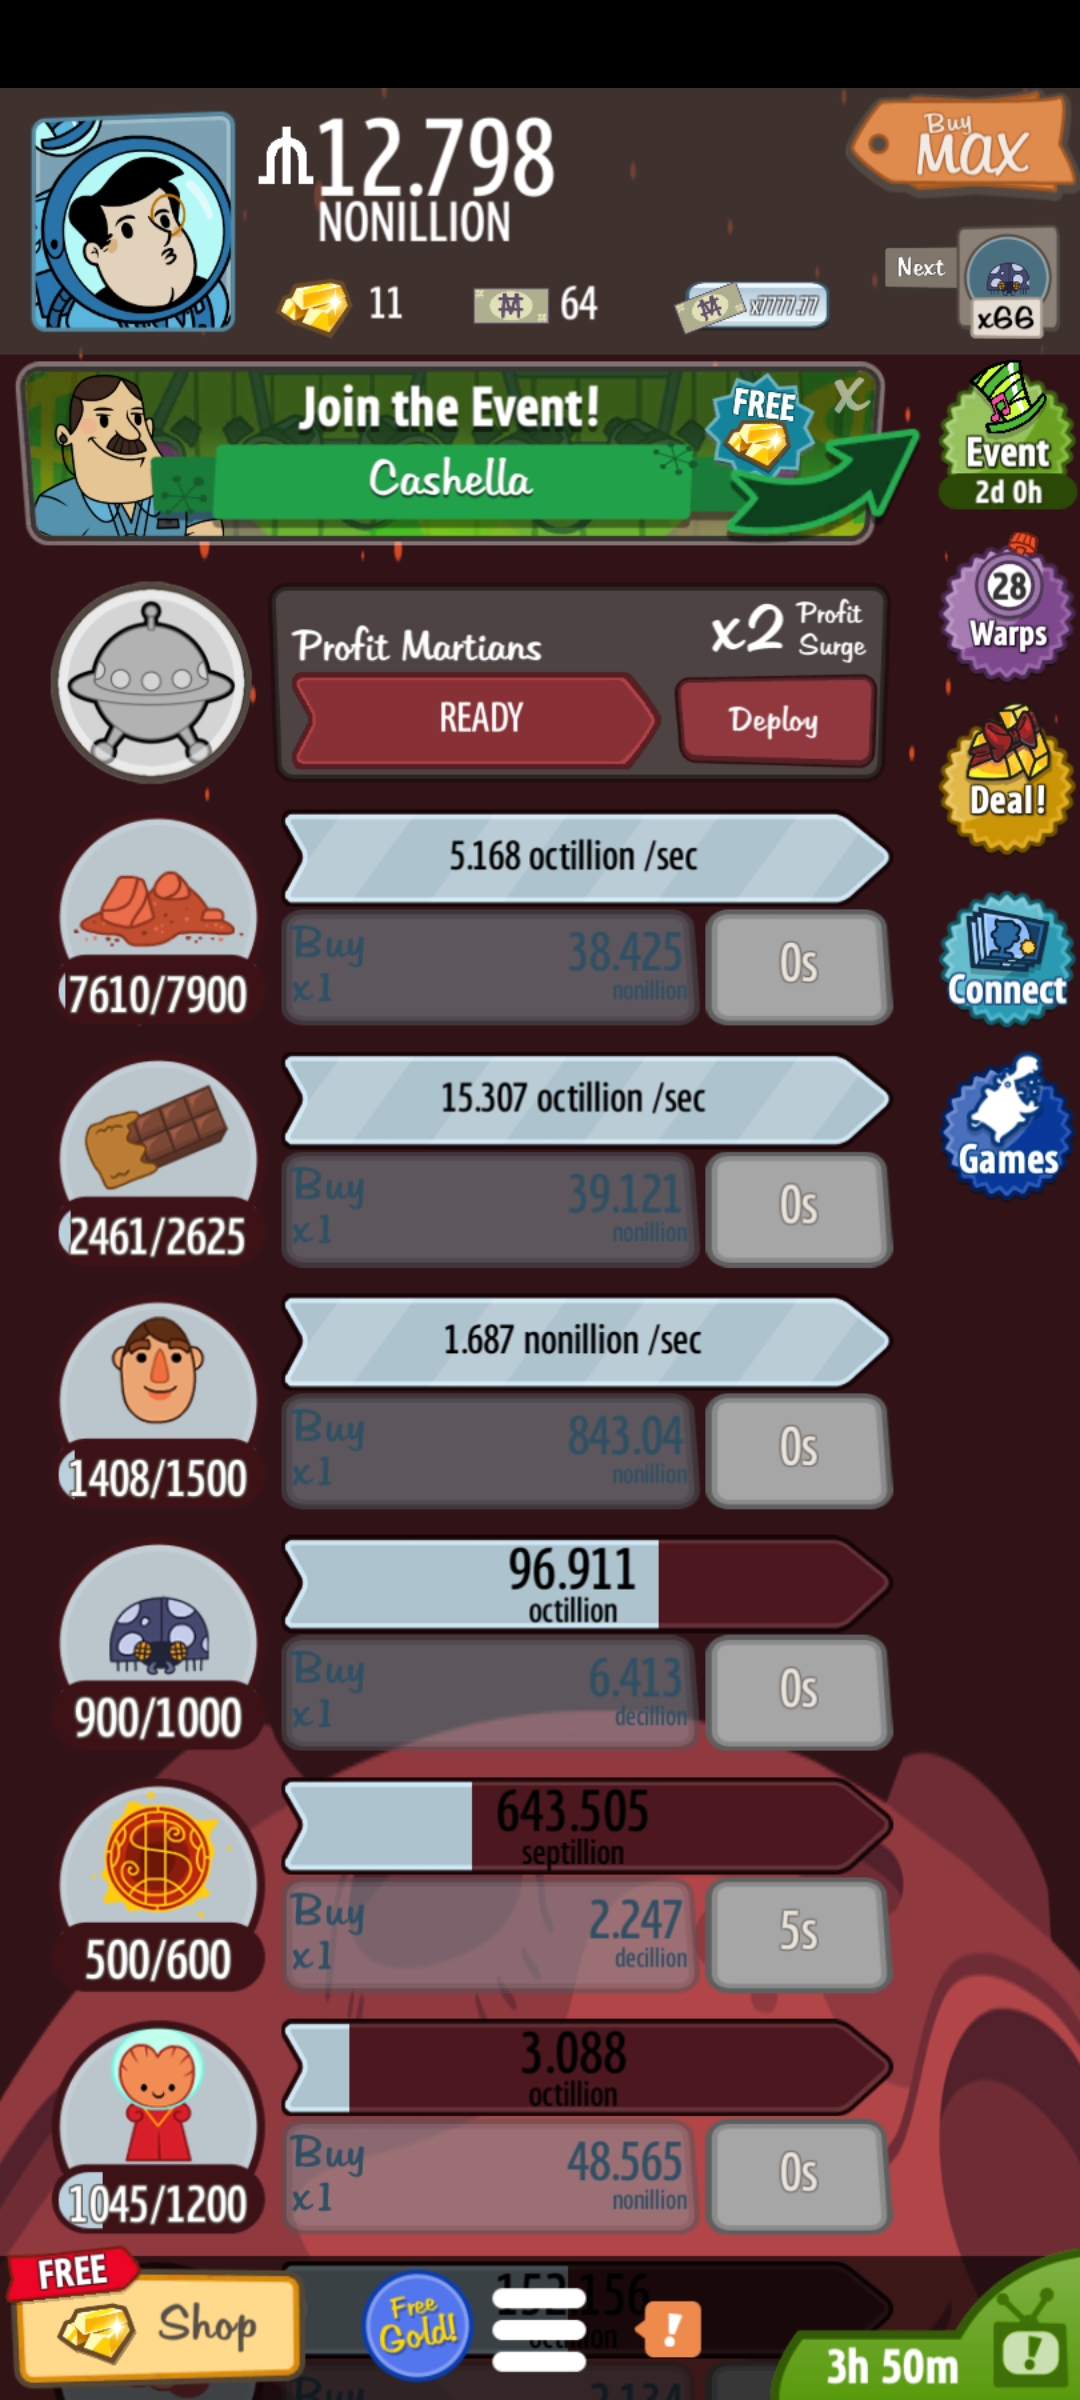 12.798
NONILLION
Buy
MAX
11
64
x7777.77
Next
x66
Join the Event!
FREE
X
Cashella
Event
2d 0h
28
Warps
Profit Martians
x2 Profit
Surge
READY
Deploy
Deal!
5.168 octillion /sec
Buy
x1
38.425
nonillion
0s
7610/7900
Connect
15.307 octillion /sec
Buy
x1
39.121
nonillion
0s
2461/2625
Games
1.687 nonillion /sec
Buy
x1
843.04
nonillion
0s
1408/1500
96.911
octillion
Buy
x1
6.413
decillion
0s
900/1000
643.505
septillion
Buy
x1
2.247
decillion
5s
500/600
3.088
octillion
Buy
x1
48.565
nonillion
0s
1045/1200
FREE
Shop
Free
Gold!
!
3h 50m
!
Buy
2.134